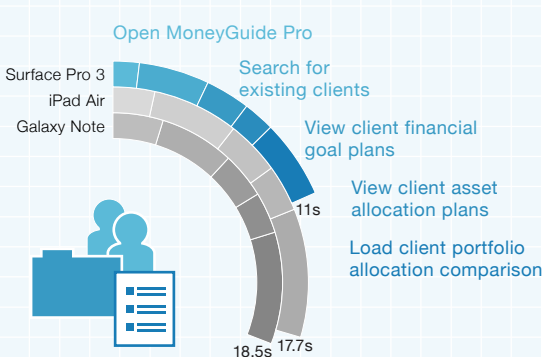 Open MoneyGuide Pro
Surface Pro 3
iPad Air
Galaxy Note
Search for
existing clients
View client financial
goal plans
View client asset
allocation plans
Load client portfolio
allocation comparison
11s
17.7s
18.5s